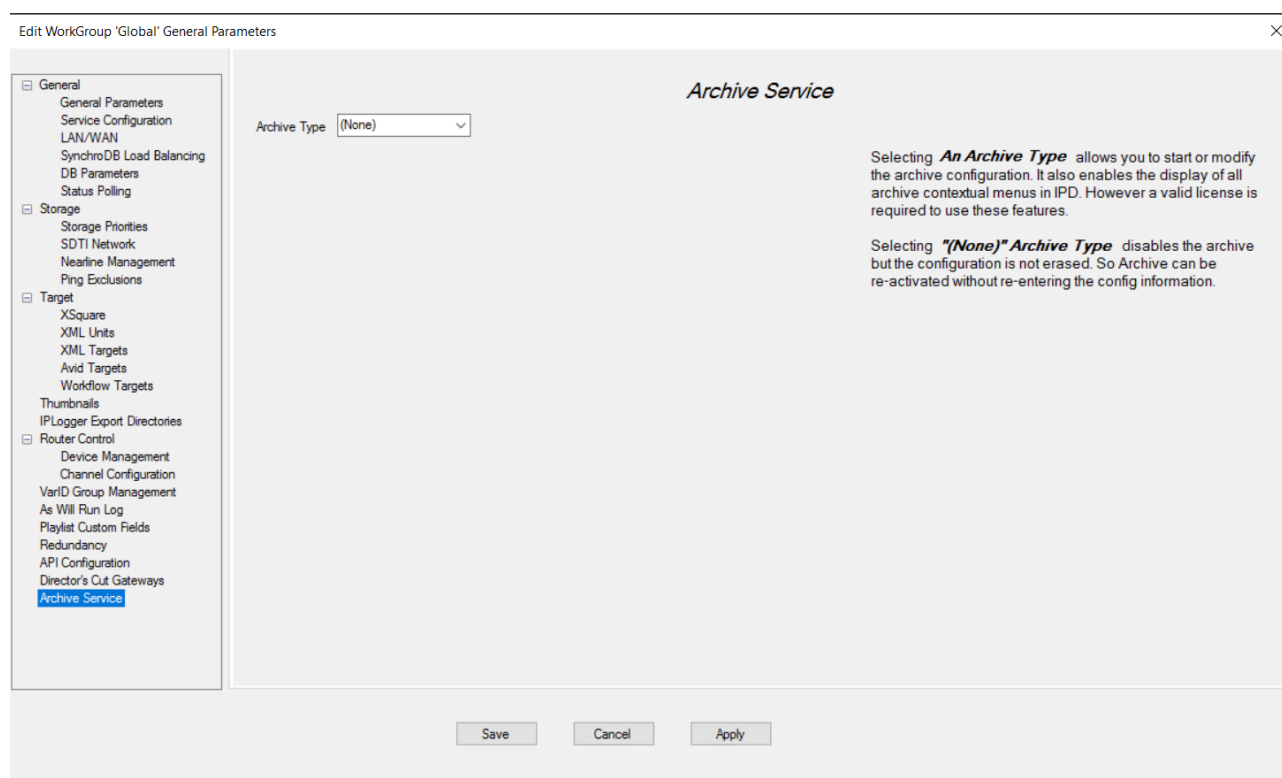 Edit WorkGroup 'Global' General Parameters
General
General Parameters
Service Configuration
LAN/WAN
SynchroDB Load Balancing
DB Parameters
Status Polling
Storage
Storage Priorities
SDTI Network
Nearline Management
Ping Exclusions
Target
XSquare
XML Units
XML Targets
Avid Targets
Workflow Targets
Thumbnails
IPLogger Export Directories
Router Control
Device Management
Channel Configuration
VarID Group Management
As Will Run Log
Playlist Custom Fields
Redundancy
API Configuration
Director's Cut Gateways
Archive Service
Archive Service
Archive Type (None)
Selecting An Archive Type allows you to start or modify
the archive configuration. It also enables the display of all
archive contextual menus in IPD. However a valid license is
required to use these features.
Selecting "(None)" Archive Type disables the archive
but the configuration is not erased. So Archive can be
re-activated without re-entering the config information.
Save Cancel Apply